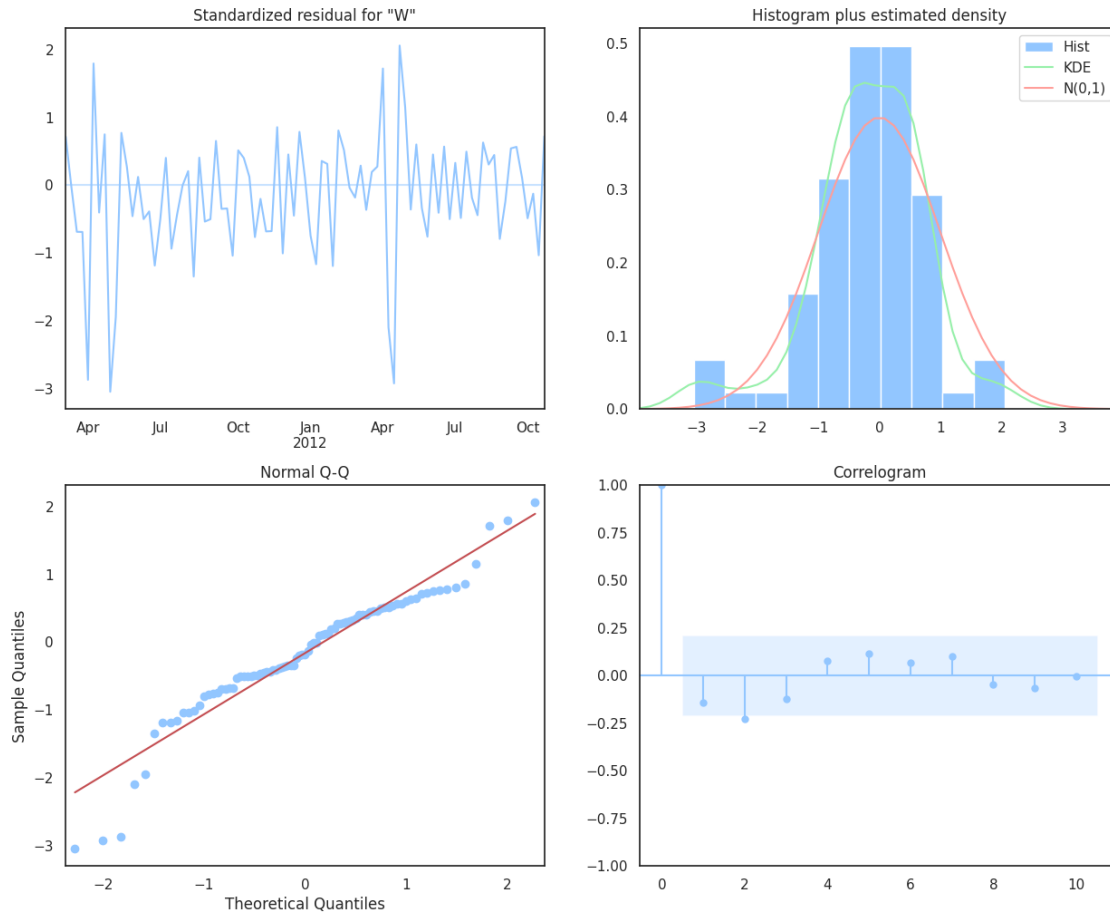 Standardized residual for "W"
2
1
0
−1
−2
−3
Apr
Jul
Oct
Jan
2012
Apr
Jul
Oct
Histogram plus estimated density
Hist
KDE
N(0,1)
0.5
0.4
0.3
0.2
0.1
0.0
−3
−2
−1
0
1
2
3
Normal Q-Q
Sample Quantiles
2
1
0
−1
−2
−3
−2
−1
0
1
2
Theoretical Quantiles
Correlogram
1.00
0.75
0.50
0.25
0.00
−0.25
−0.50
−0.75
−1.00
0
2
4
6
8
10